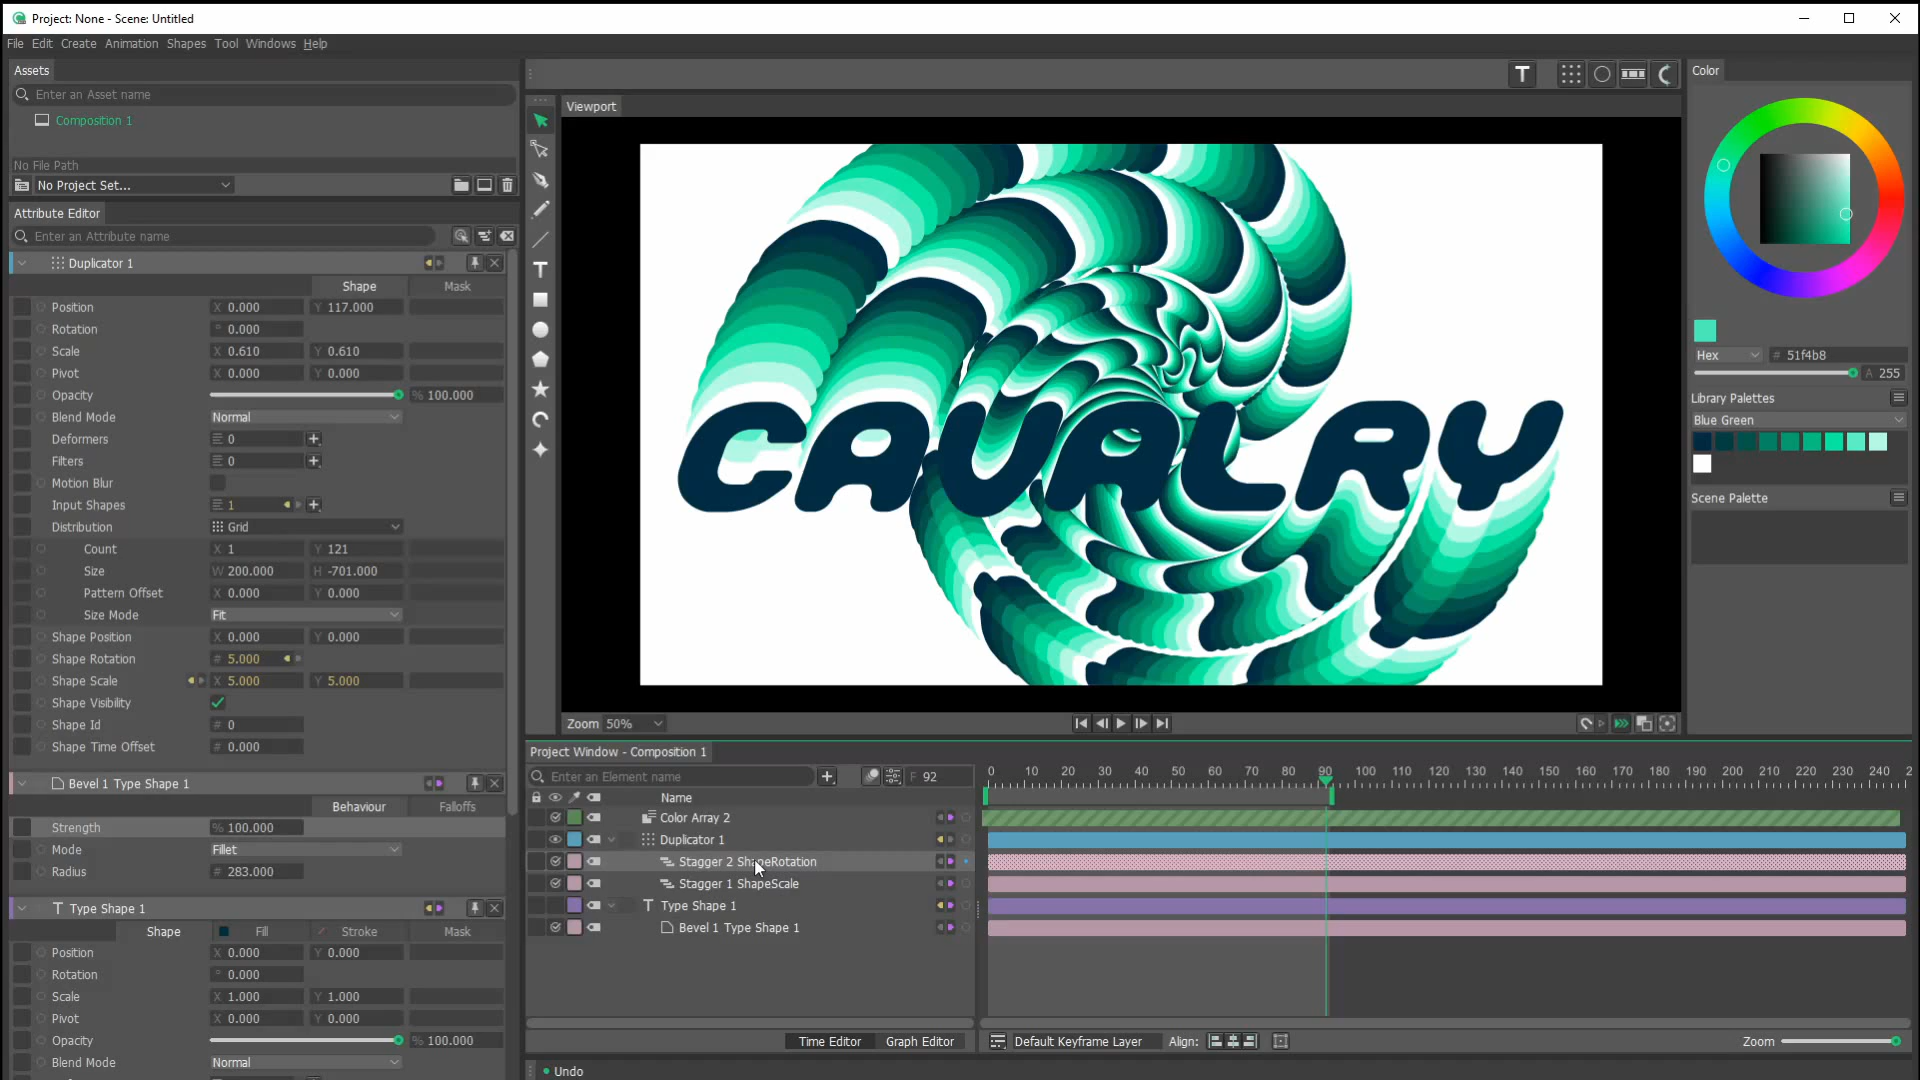 Project: None - Scene: Untitled
File Edit Create Animation Shapes Tool Windows Help
Assets
Enter an Asset name
Composition 1
No File Path
No Project Set...
Attribute Editor
Enter an Attribute name
Duplicator 1
Shape Mask
Position X 0.000 Y 117.000
Rotation ° 0.000
Scale X 0.610 Y 0.610
Pivot X 0.000 Y 0.000
Opacity % 100.000
Blend Mode Normal
Deformers 0
Filters 0
Motion Blur
Input Shapes 1
Distribution Grid
Count X 1 Y 121
Size W 200.000 H -701.000
Pattern Offset X 0.000 Y 0.000
Size Mode Fit
Shape Position X 0.000 Y 0.000
Shape Rotation # 5.000
Shape Scale X 5.000 Y 5.000
Shape Visibility
Shape Id # 0
Shape Time Offset # 0.000
Bevel 1 Type Shape 1
Behaviour Falloffs
Strength % 100.000
Mode Fillet
Radius # 283.000
Type Shape 1
Shape Fill Stroke Mask
Position X 0.000 Y 0.000
Rotation ° 0.000
Scale X 1.000 Y 1.000
Pivot X 0.000 Y 0.000
Opacity % 100.000
Blend Mode Normal
Viewport
CAVALRY
Zoom 50%
Project Window - Composition 1
Enter an Element name
F 92
0 10 20 30 40 50 60 70 80 90 100 110 120 130 140 150 160 170 180 190 200 210 220 230 240 2
Name
Color Array 2
Duplicator 1
Stagger 2 ShapeRotation
Stagger 1 ShapeScale
Type Shape 1
Bevel 1 Type Shape 1
Time Editor Graph Editor
Default Keyframe Layer Align: Zoom
Undo
Color
Hex # 51f4b8
A 255
Library Palettes
Blue Green
Scene Palette